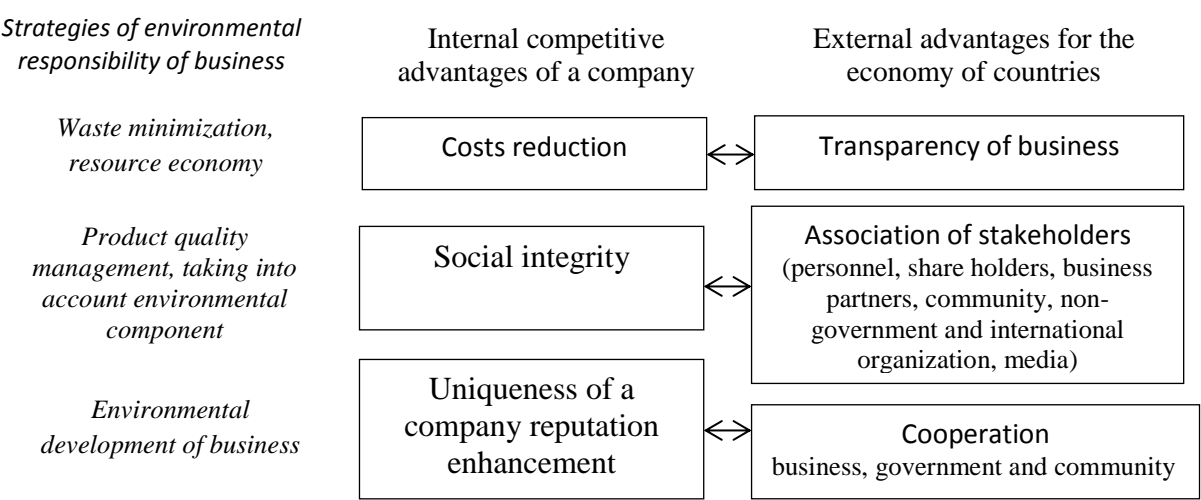 Strategies of environmental
responsibility of business
Internal competitive
advantages of a company
External advantages for the
economy of countries
Waste minimization,
resource economy
Costs reduction
Transparency of business
Product quality
management, taking into
account environmental
component
Social integrity
Association of stakeholders
(personnel, share holders, business
partners, community, non-
government and international
organization, media)
Environmental
development of business
Uniqueness of a
company reputation
enhancement
Cooperation
business, government and community